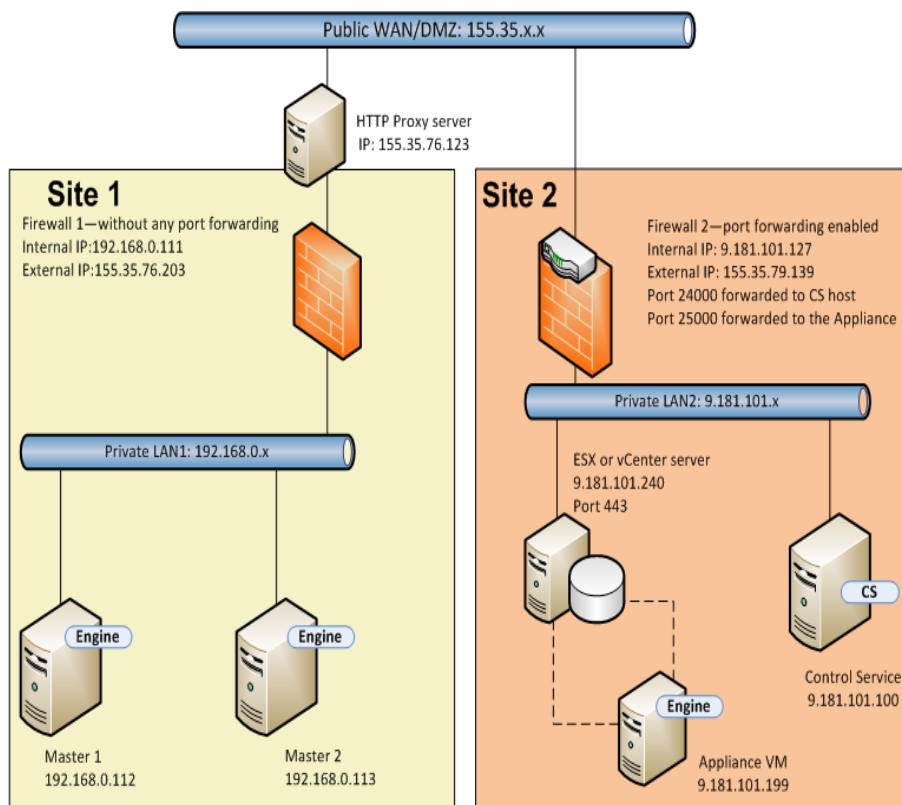 Public WAN/DMZ: 155.35.x.x
HTTP Proxy server
IP: 155.35.76.123
Site 1
Firewall 1—without any port forwarding
Internal IP:192.168.0.111
External IP:155.35.76.203
Private LAN1: 192.168.0.x
Engine
Engine
Master 1
192.168.0.112
Master 2
192.168.0.113
Site 2
Firewall 2—port forwarding enabled
Internal IP: 9.181.101.127
External IP: 155.35.79.139
Port 24000 forwarded to CS host
Port 25000 forwarded to the Appliance
Private LAN2: 9.181.101.x
ESX or vCenter server
9.181.101.240
Port 443
CS
Control Service
9.181.101.100
Engine
Appliance VM
9.181.101.199